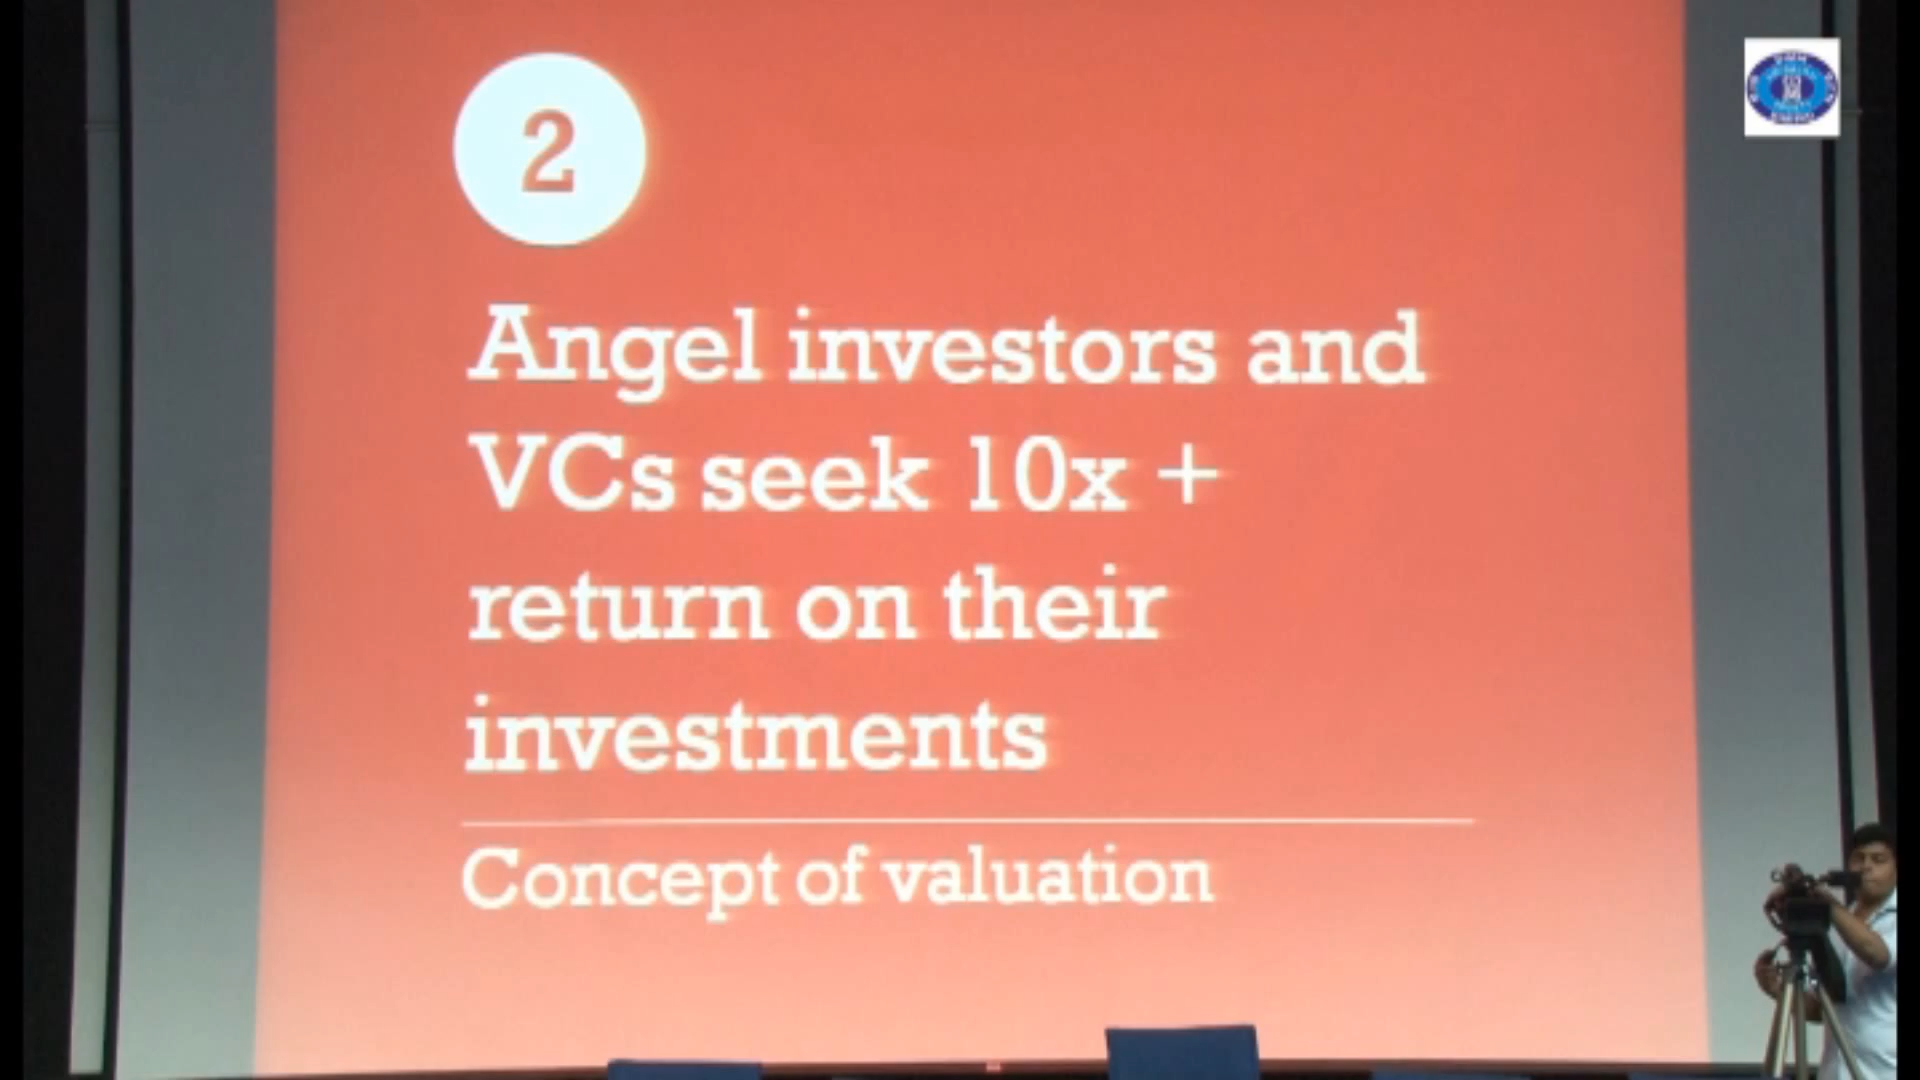 2
Angel investors and
VCs seek 10x +
return on their
investments
Concept of valuation